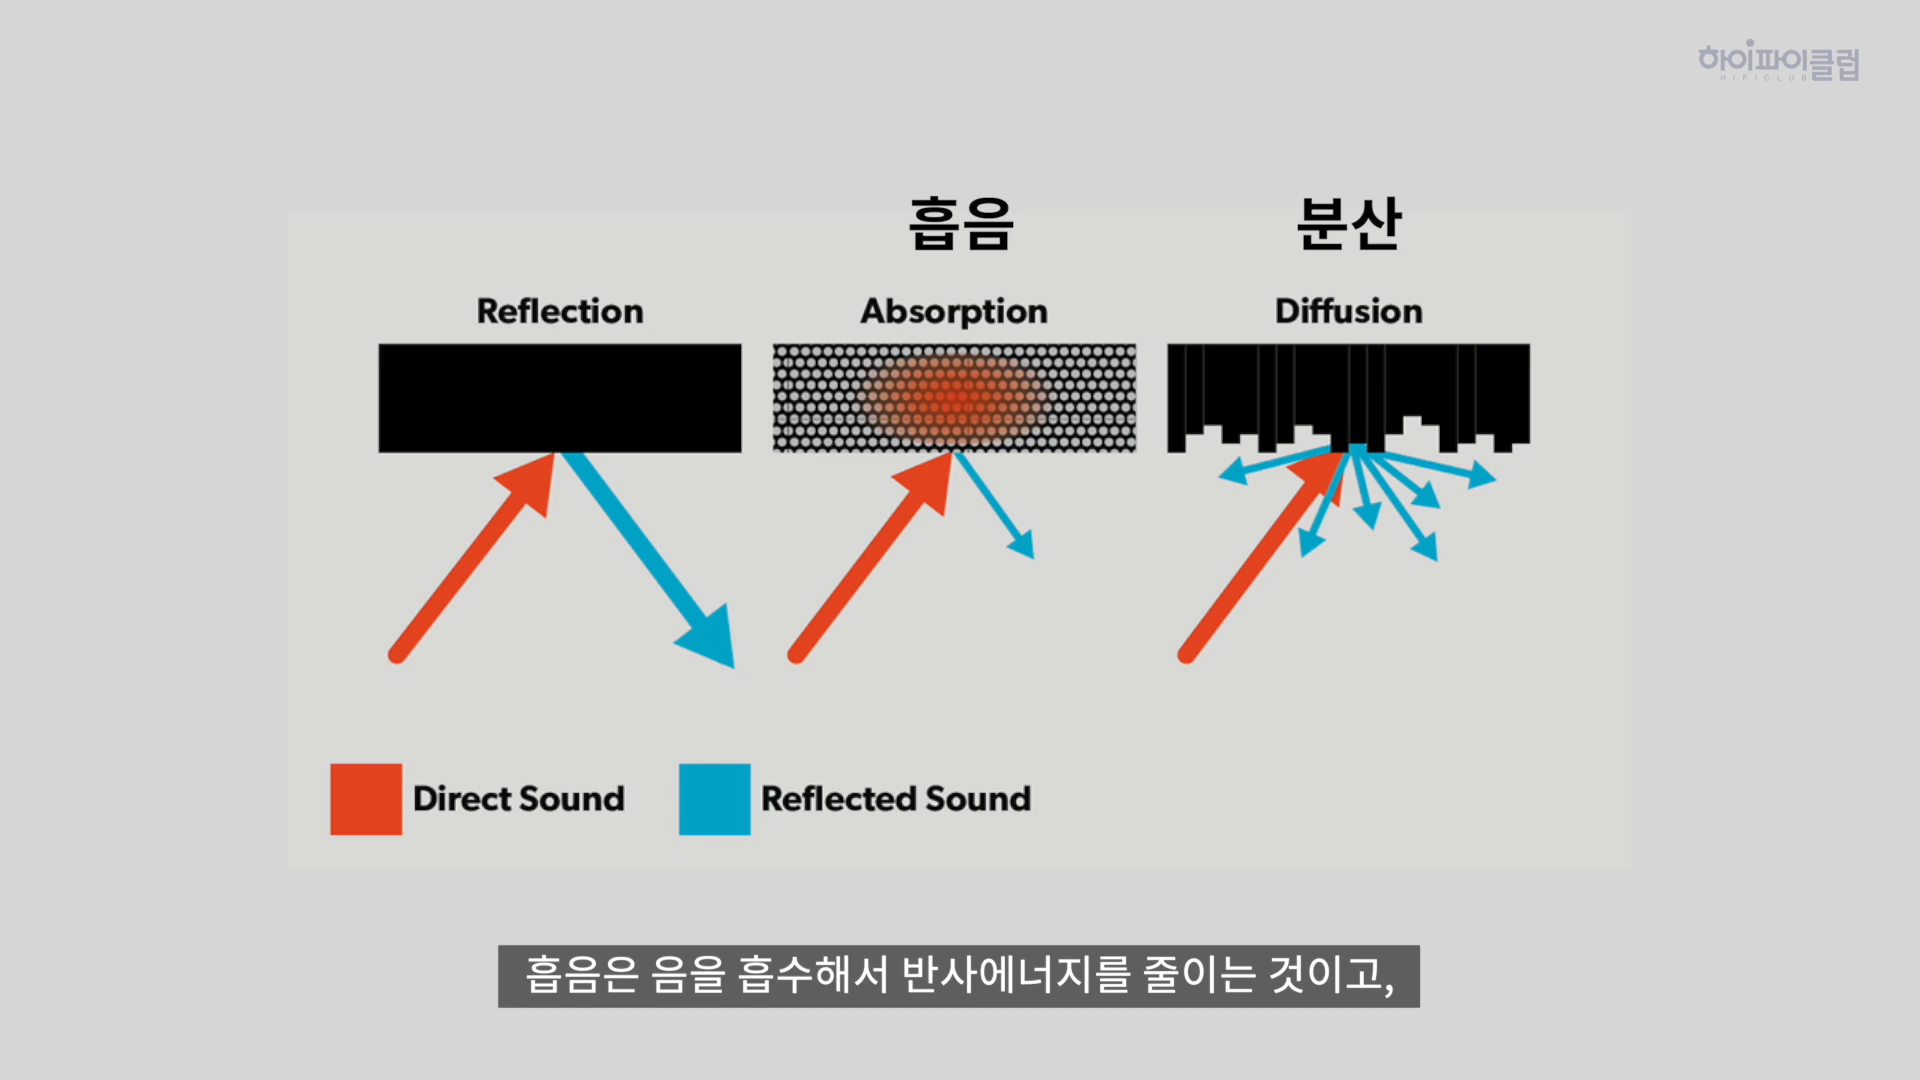 하이파이클럽
HIFICLUB
흡음
분산
Reflection
Absorption
Diffusion
Direct Sound
Reflected Sound
흡음은 음을 흡수해서 반사에너지를 줄이는 것이고,